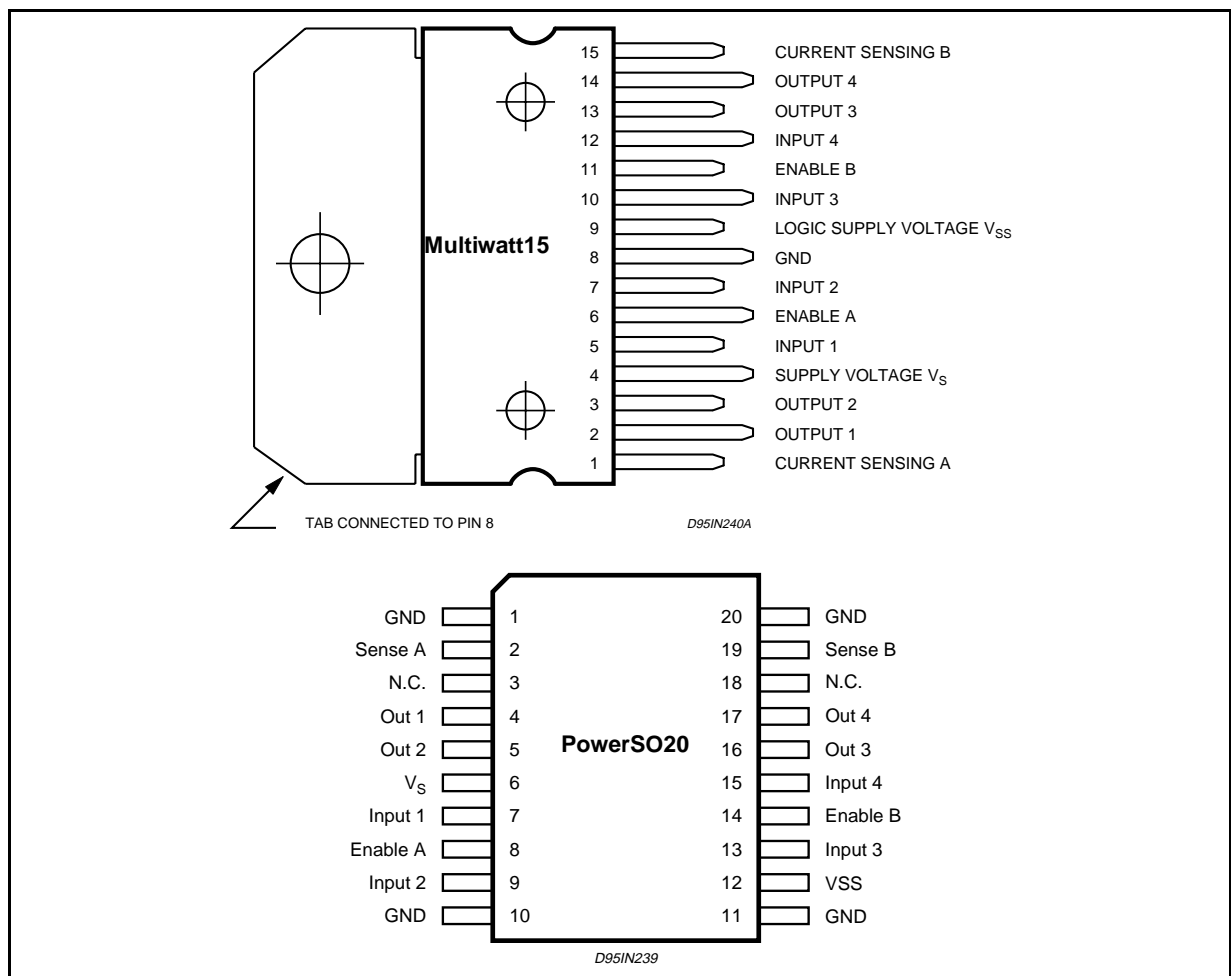 15 CURRENT SENSING B
14 OUTPUT 4
13 OUTPUT 3
12 INPUT 4
11 ENABLE B
10 INPUT 3
9 LOGIC SUPPLY VOLTAGE VSS
Multiwatt15
8 GND
7 INPUT 2
6 ENABLE A
5 INPUT 1
4 SUPPLY VOLTAGE VS
3 OUTPUT 2
2 OUTPUT 1
1 CURRENT SENSING A
TAB CONNECTED TO PIN 8
D95IN240A
GND 1 20 GND
Sense A 2 19 Sense B
N.C. 3 18 N.C.
Out 1 4 17 Out 4
Out 2 5 PowerSO20 16 Out 3
VS 6 15 Input 4
Input 1 7 14 Enable B
Enable A 8 13 Input 3
Input 2 9 12 VSS
GND 10 11 GND
D95IN239